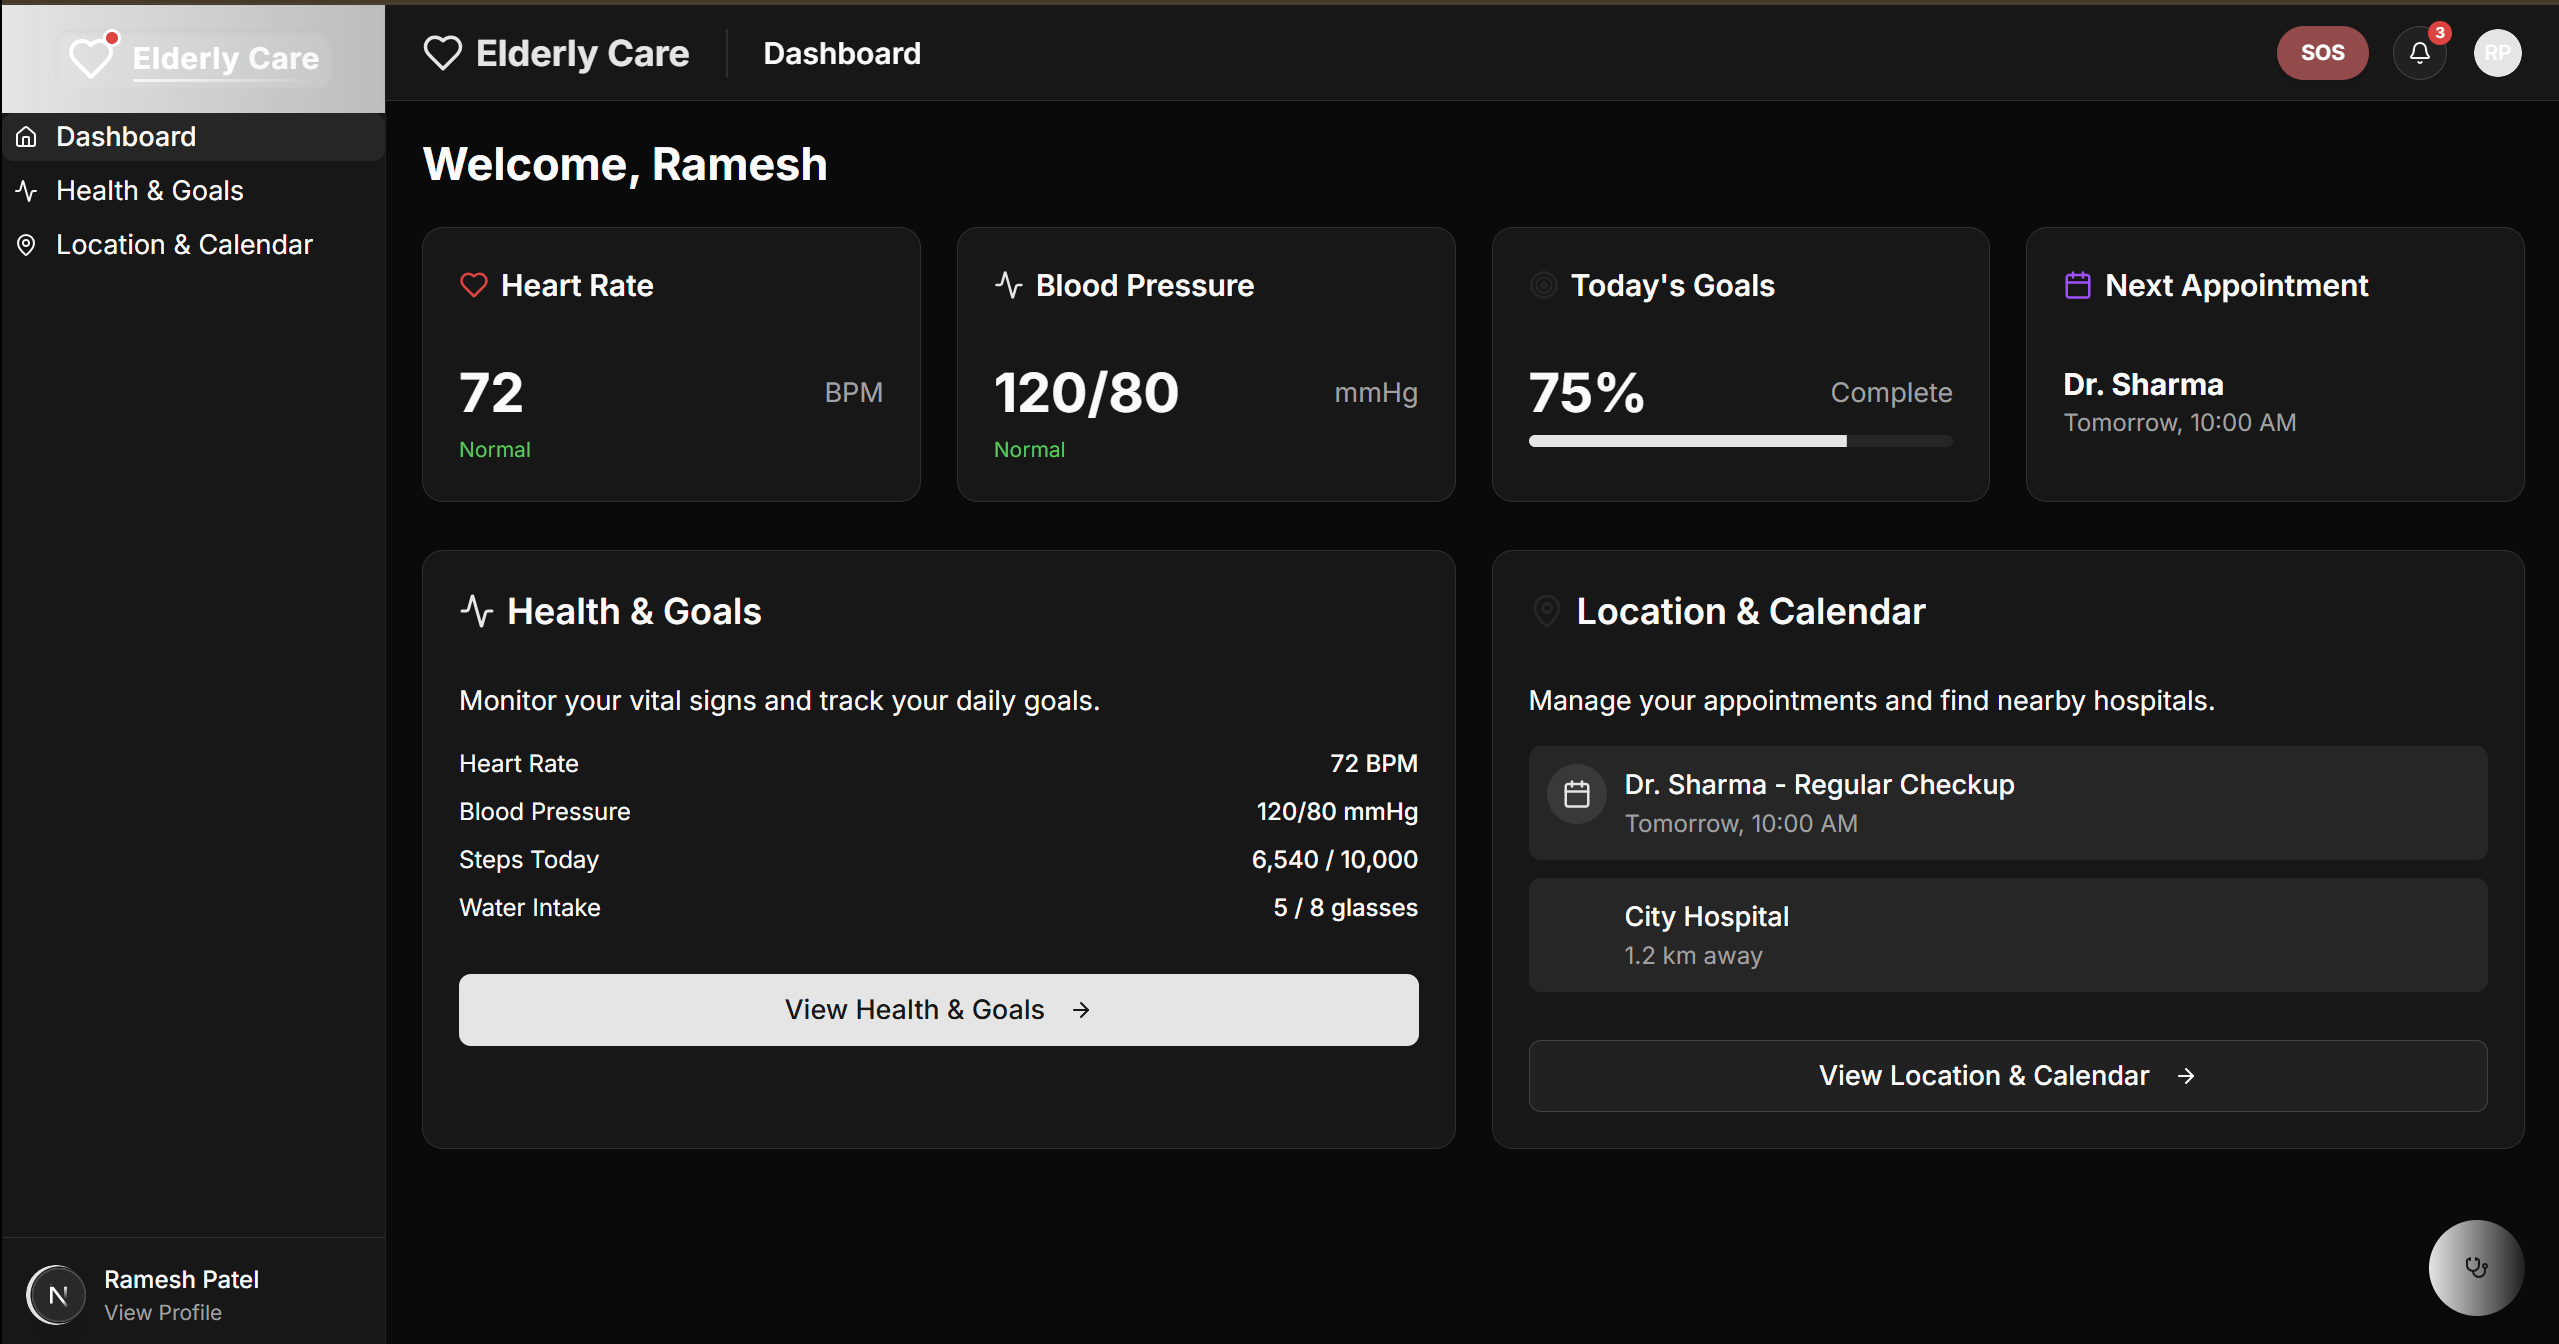 Elderly Care
Dashboard
Health & Goals
Location & Calendar
Ramesh Patel
View Profile
N
Elderly Care
Dashboard
SOS
3
RP
Welcome, Ramesh
Heart Rate
72
BPM
Normal
Blood Pressure
120/80
mmHg
Normal
Today's Goals
75%
Complete
Next Appointment
Dr. Sharma
Tomorrow, 10:00 AM
Health & Goals
Monitor your vital signs and track your daily goals.
Heart Rate 72 BPM
Blood Pressure 120/80 mmHg
Steps Today 6,540 / 10,000
Water Intake 5 / 8 glasses
View Health & Goals →
Location & Calendar
Manage your appointments and find nearby hospitals.
Dr. Sharma - Regular Checkup
Tomorrow, 10:00 AM
City Hospital
1.2 km away
View Location & Calendar →